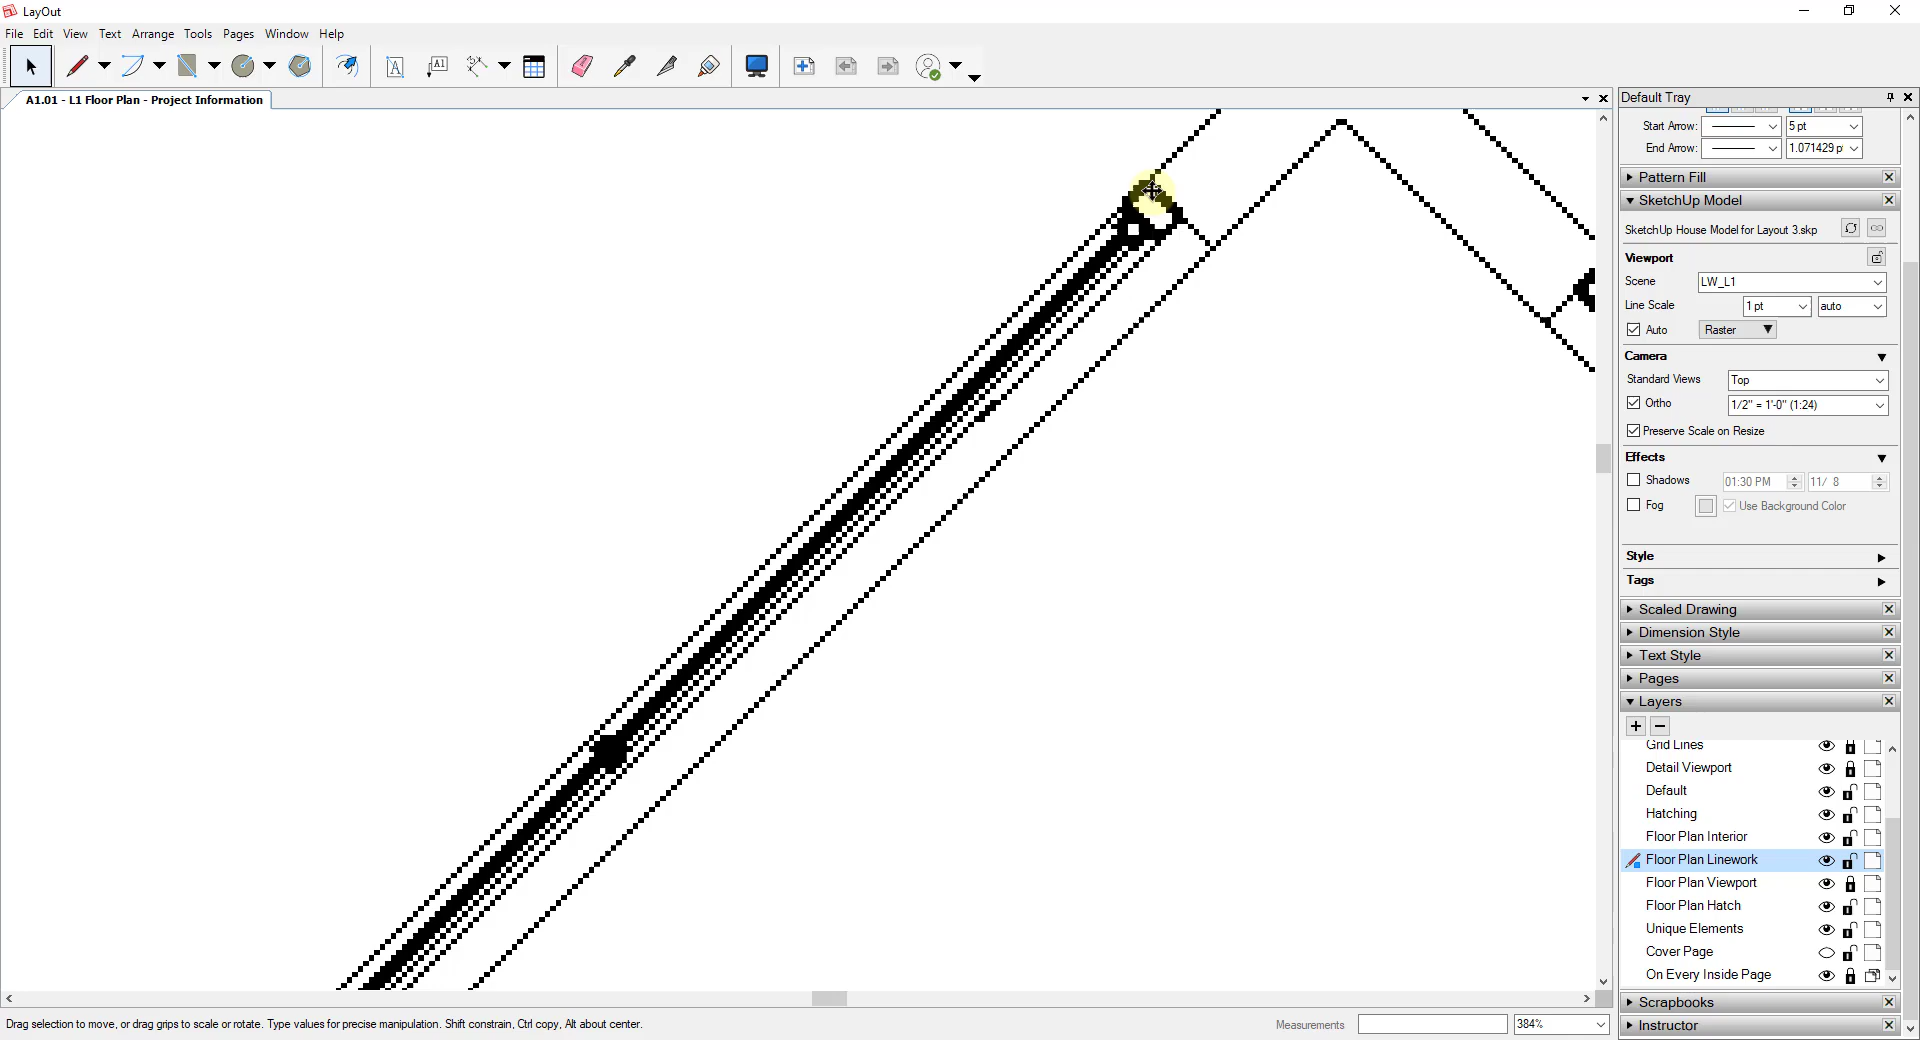 LayOut
File Edit View Text Arrange Tools Pages Window Help
A1
A1.01 - L1 Floor Plan - Project Information
Default Tray
Start Arrow: 5 pt
End Arrow: 1.071429 p
Pattern Fill
SketchUp Model
SketchUp House Model for Layout 3.skp
Viewport
Scene LW_L1
Line Scale 1 pt auto
Auto Raster
Camera
Standard Views Top
Ortho 1/2" = 1'-0" (1:24)
Preserve Scale on Resize
Effects
Shadows 01:30 PM 11/ 8
Fog Use Background Color
Style
Tags
Scaled Drawing
Dimension Style
Text Style
Pages
Layers
Grid Lines
Detail Viewport
Default
Hatching
Floor Plan Interior
Floor Plan Linework
Floor Plan Viewport
Floor Plan Hatch
Unique Elements
Cover Page
On Every Inside Page
Scrapbooks
Instructor
Drag selection to move, or drag grips to scale or rotate. Type values for precise manipulation. Shift constrain, Ctrl copy, Alt about center.
Measurements 384%